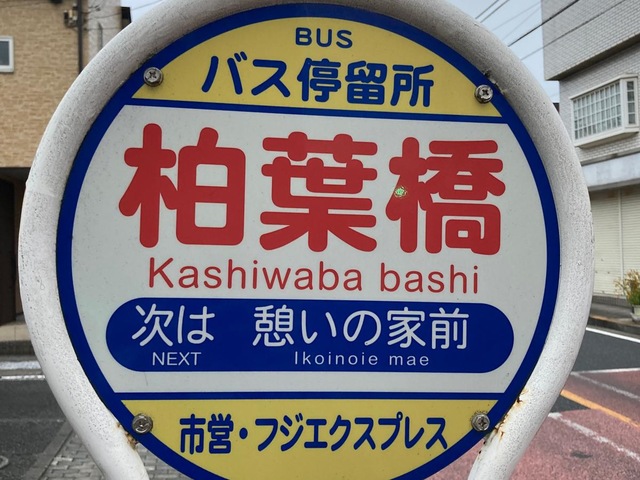 BUS
バス停留所
柏葉橋
Kashiwaba bashi
次は 憩いの家前
NEXT Ikoinoie mae
市営・フジエクスプレス